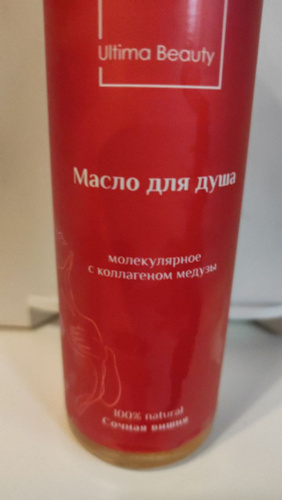 Ultima Beauty
Масло для душа
молекулярное
с коллагеном медузы
100% natural
Сочная вишня